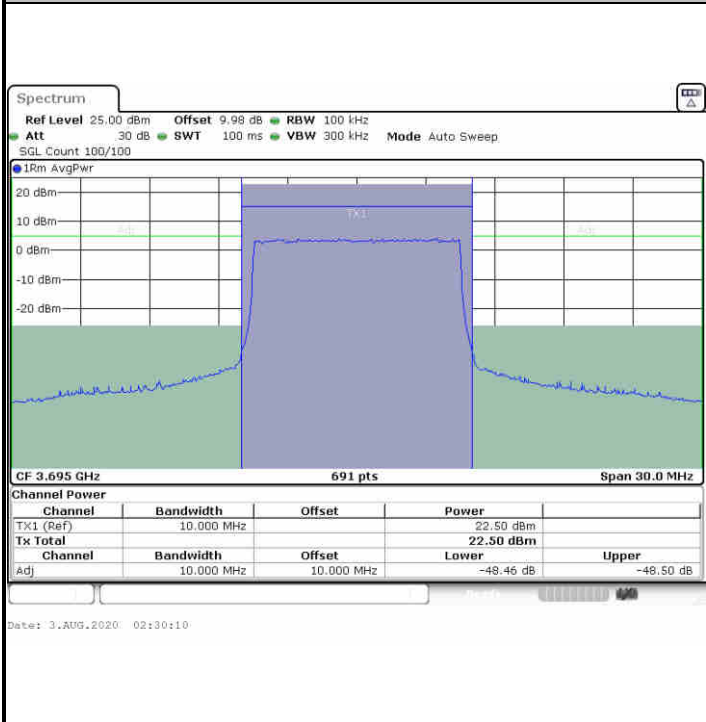 Spectrum
Ref Level 25.00 dBm Offset 9.98 dB RBW 100 kHz
Att 30 dB SWT 100 ms VBW 300 kHz Mode Auto Sweep
SGL Count 100/100
1Rm AvgPwr
20 dBm
TX1
10 dBm
Adj Adj
0 dBm
-10 dBm
-20 dBm
CF 3.695 GHz 691 pts Span 30.0 MHz
Channel Power
Channel Bandwidth Offset Power
TX1 (Ref) 10.000 MHz 22.50 dBm
Tx Total 22.50 dBm
Channel Bandwidth Offset Lower Upper
Adj 10.000 MHz 10.000 MHz -48.46 dB -48.50 dB
Ready
Date: 3.AUG.2020 02:30:10